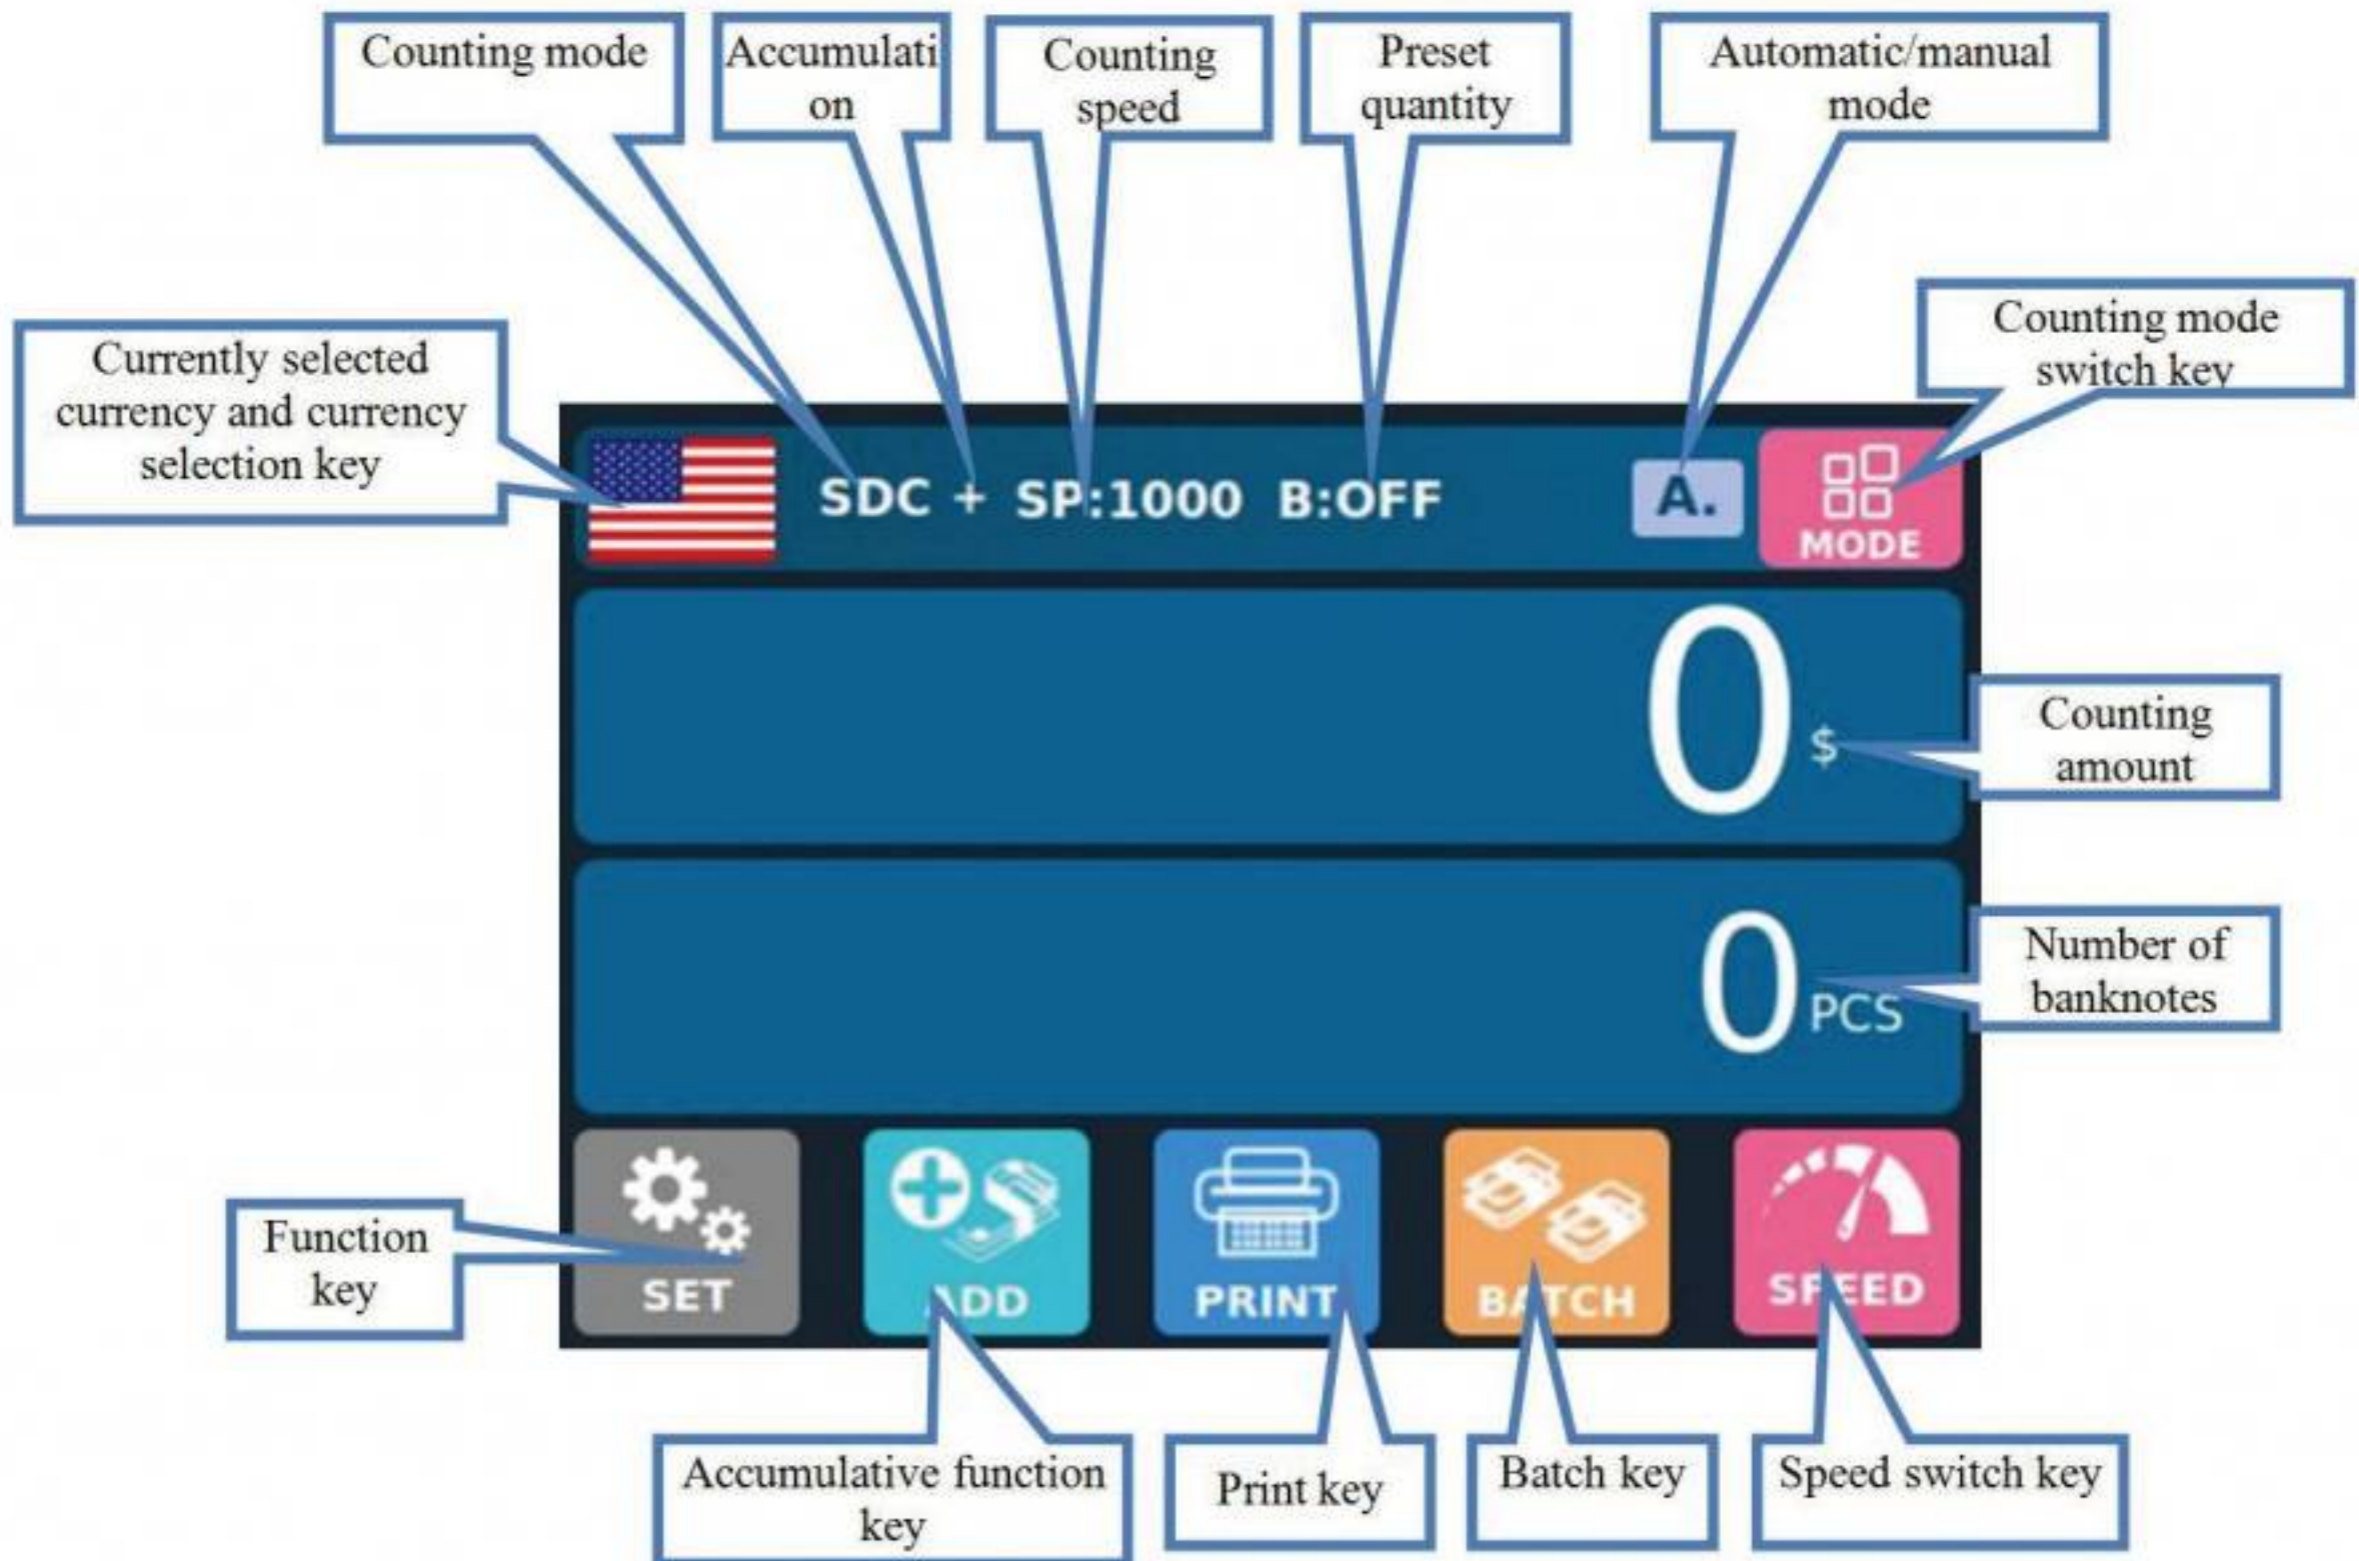 Counting mode
Accumulati
on
Counting
speed
Preset
quantity
Automatic/manual
mode
Counting mode
switch key
Currently selected
currency and currency
selection key
SDC + SP:1000 B:OFF
A.
MODE
0 $
Counting
amount
0 PCS
Number of
banknotes
Function
key
SET
ADD
PRINT
BATCH
SPEED
Accumulative function
key
Print key
Batch key
Speed switch key